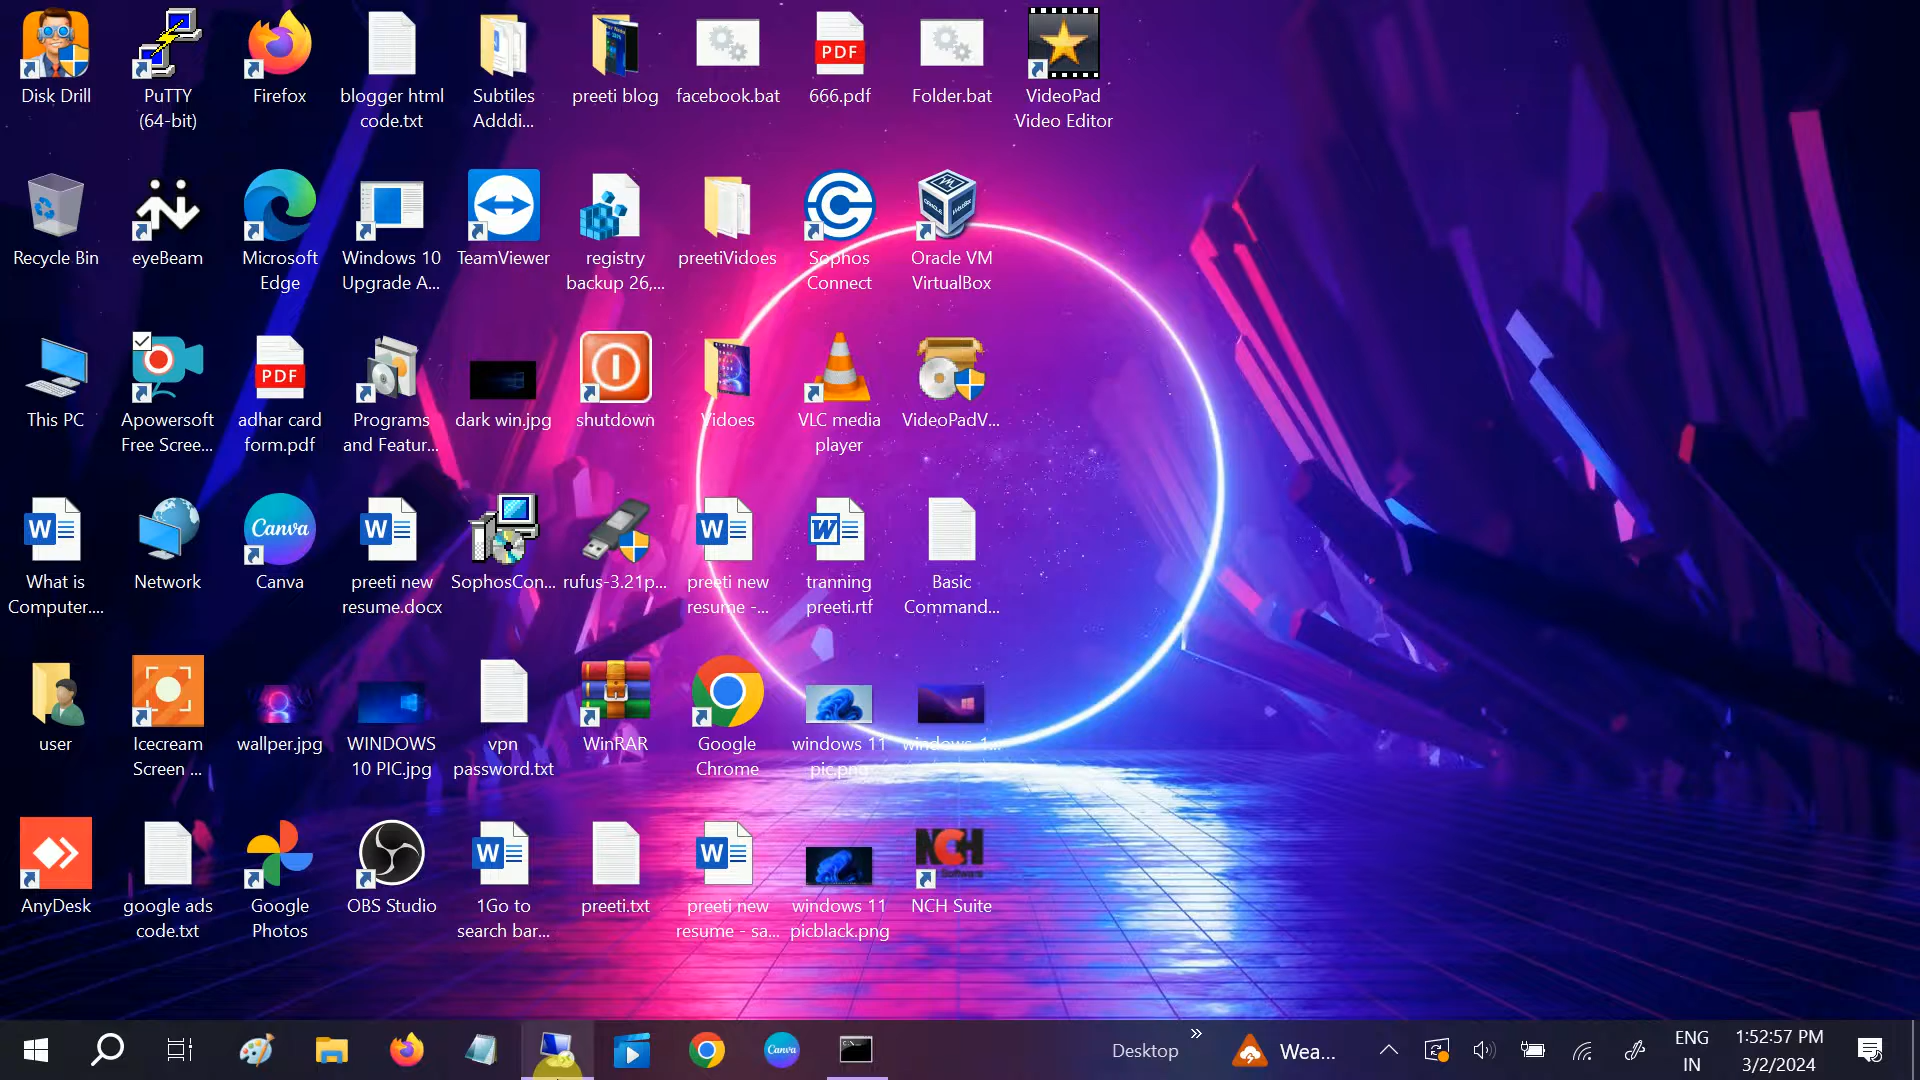 Disk Drill
PuTTY
(64-bit)
Firefox
blogger html
code.txt
Subtiles
Adddi...
preeti blog
facebook.bat
PDF
666.pdf
Folder.bat
VideoPad
Video Editor
Recycle Bin
eyeBeam
Microsoft
Edge
Windows 10
Upgrade A...
TeamViewer
registry
backup 26,...
preetiVidoes
Sophos
Connect
Oracle VM
VirtualBox
This PC
Apowersoft
Free Scree...
PDF
adhar card
form.pdf
Programs
and Featur...
dark win.jpg
shutdown
Vidoes
VLC media
player
VideoPadV...
W
What is
Computer....
Network
Canva
Canva
W
preeti new
resume.docx
SophosCon...
rufus-3.21p...
W
preeti new
resume -...
W
tranning
preeti.rtf
Basic
Command...
user
Icecream
Screen ...
wallper.jpg
WINDOWS
10 PIC.jpg
vpn
password.txt
WinRAR
Google
Chrome
windows 11
pic.png
windows-1...
AnyDesk
google ads
code.txt
Google
Photos
OBS Studio
W
1Go to
search bar...
preeti.txt
W
preeti new
resume - sa...
windows 11
picblack.png
NCH
Software
NCH Suite
Canva
Desktop
»
Wea...
ENG
IN
1:52:57 PM
3/2/2024